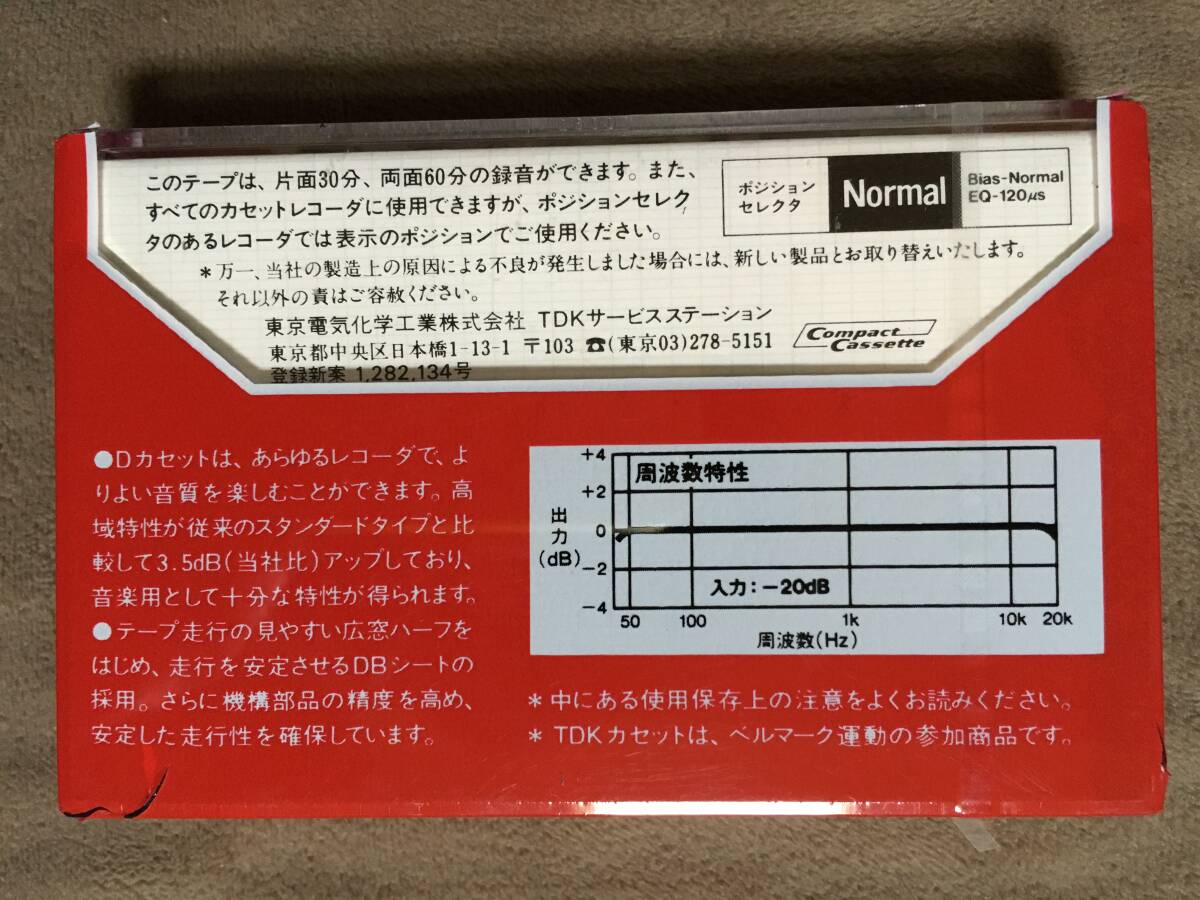 このテープは、片面30分、両面60分の録音ができます。また、
すべてのカセットレコーダに使用できますが、ポジションセレク
タのあるレコーダでは表示のポジションでご使用ください。
ポジション
セレクタ
Normal
Bias-Normal
EQ-120μs
*万一、当社の製造上の原因による不良が発生しました場合には、新しい製品とお取り替えいたします。
それ以外の責はご容赦ください。
東京電気化学工業株式会社 TDKサービスステーション
東京都中央区日本橋1-13-1 〒103 ☎(東京03)278-5151
登録新案 1,282,134号
Compact
Cassette
●Dカセットは、あらゆるレコーダで、よ
りよい音質を楽しむことができます。高
域特性が従来のスタンダードタイプと比
較して3.5dB(当社比)アップしており、
音楽用として十分な特性が得られます。
●テープ走行の見やすい広窓ハーフを
はじめ、走行を安定させるDBシートの
採用。さらに機構部品の精度を高め、
安定した走行性を確保しています。
周波数特性
出力
(dB)
+4
+2
0
-2
-4
入力:-20dB
50 100 1k 10k 20k
周波数(Hz)
*中にある使用保存上の注意をよくお読みください。
* TDKカセットは、ベルマーク運動の参加商品です。